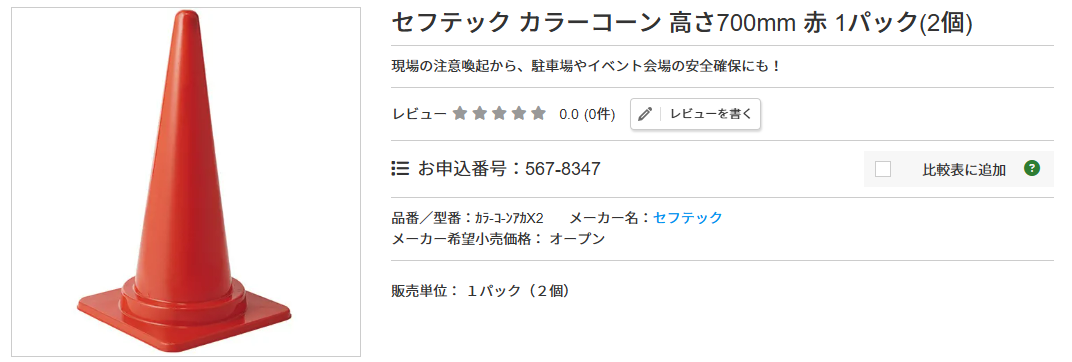 セフテック カラーコーン 高さ700mm 赤 1パック(2個)
現場の注意喚起から、駐車場やイベント会場の安全確保にも！
レビュー 0.0 (0件) レビューを書く
お申込番号：567-8347 比較表に追加 ?
品番／型番：ｶﾗｰｺｰﾝｱｶX2 メーカー名：セフテック
メーカー希望小売価格： オープン
販売単位： １パック（２個）